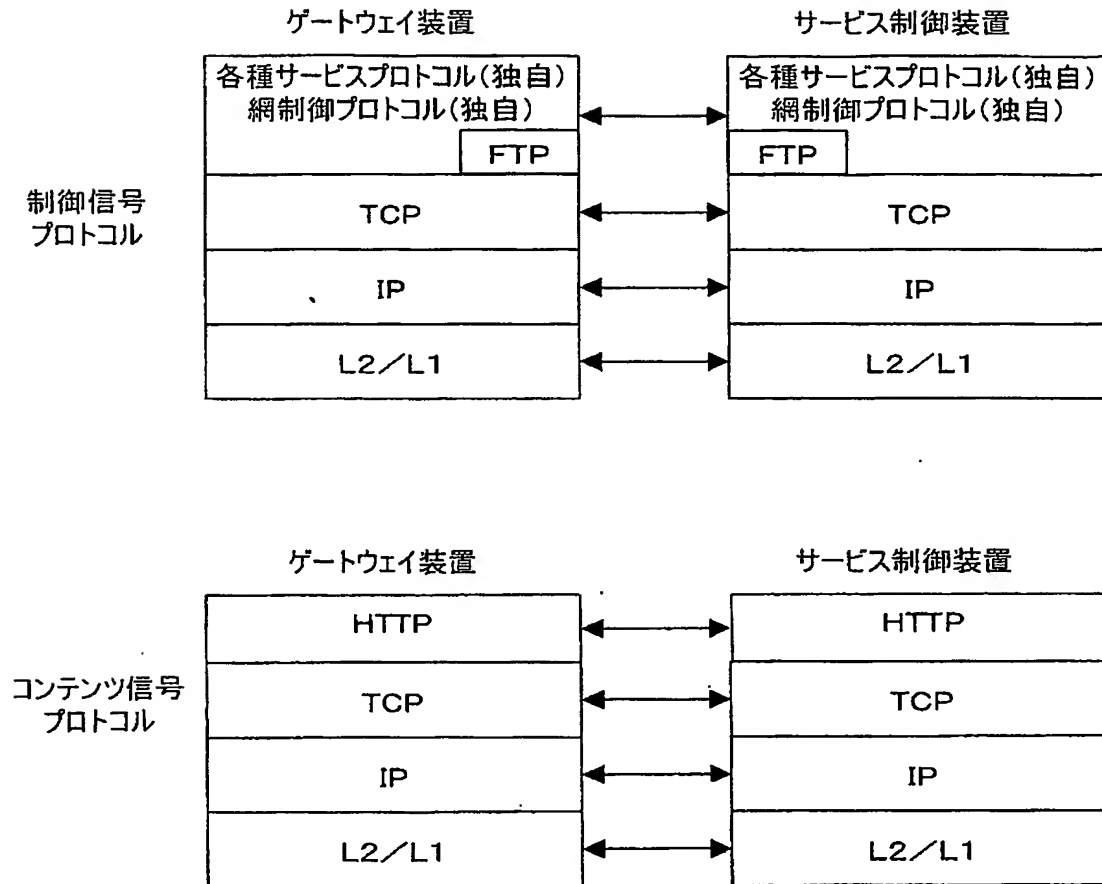 ゲートウェイ装置
サービス制御装置
各種サービスプロトコル(独自)
網制御プロトコル(独自)
FTP
各種サービスプロトコル(独自)
網制御プロトコル(独自)
FTP
制御信号
プロトコル
TCP
TCP
IP
IP
L2/L1
L2/L1
ゲートウェイ装置
サービス制御装置
HTTP
HTTP
コンテンツ信号
プロトコル
TCP
TCP
IP
IP
L2/L1
L2/L1